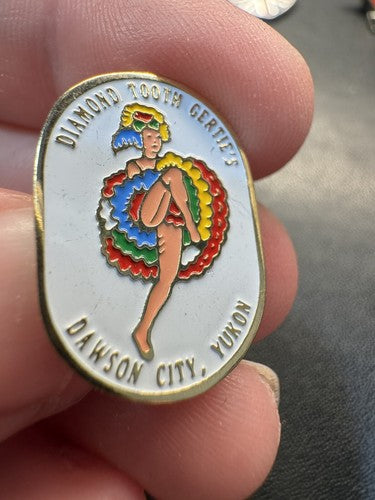 DIAMOND TOOTH GERTIE'S
DAWSON CITY, YUKON